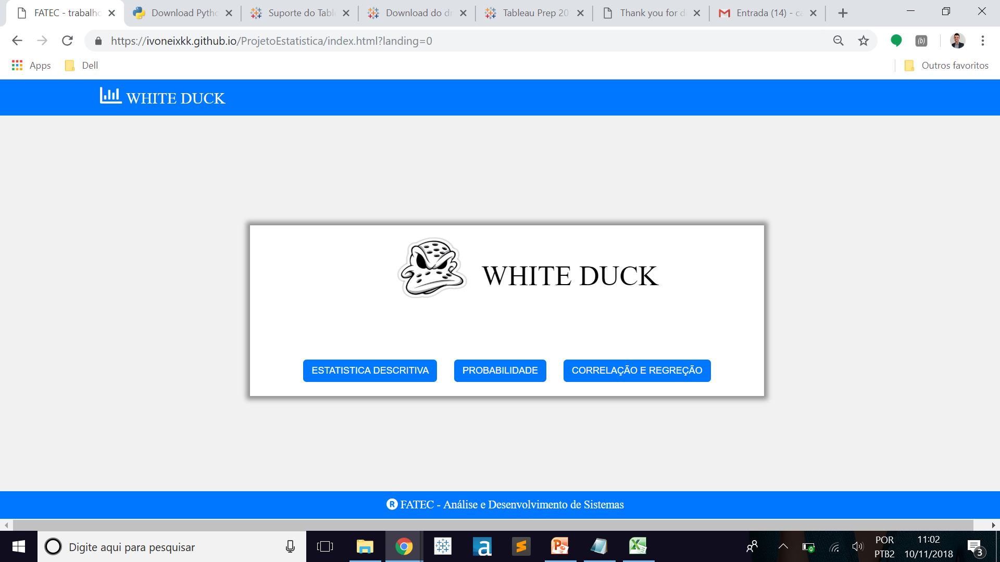 FATEC - trabalho
Download Pytho
Suporte do Tabl
Download do dr
Tableau Prep 20
Thank you for d
Entrada (14) - ca
https://ivoneixkk.github.io/ProjetoEstatistica/index.html?landing=0
(b)
Apps
Dell
Outros favoritos
WHITE DUCK
WHITE DUCK
ESTATISTICA DESCRITIVA
PROBABILIDADE
CORRELAÇÃO E REGREÇÃO
® FATEC - Análise e Desenvolvimento de Sistemas
Digite aqui para pesquisar
POR
PTB2
11:02
10/11/2018
3